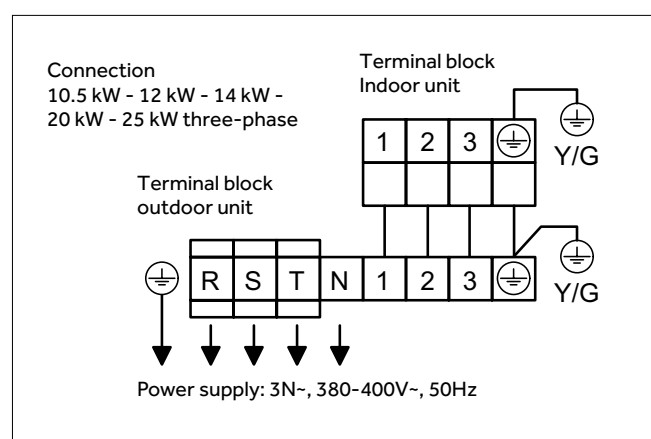 Connection
10.5 kW - 12 kW - 14 kW -
20 kW - 25 kW three-phase
Terminal block
Indoor unit
1 2 3
Y/G
Terminal block
outdoor unit
R S T N 1 2 3
Y/G
Power supply: 3N~, 380-400V~, 50Hz